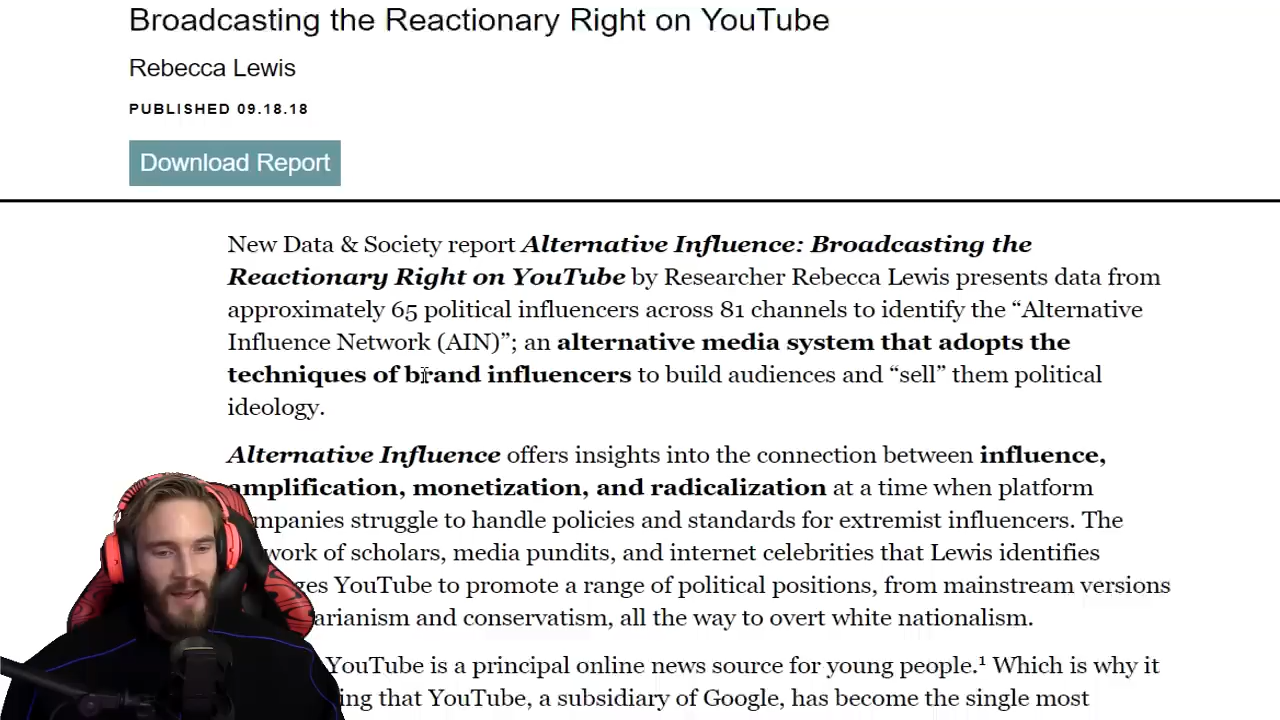 Broadcasting the Reactionary Right on YouTube
Rebecca Lewis
PUBLISHED 09.18.18
Download Report
New Data & Society report Alternative Influence: Broadcasting the
Reactionary Right on YouTube by Researcher Rebecca Lewis presents data from
approximately 65 political influencers across 81 channels to identify the “Alternative
Influence Network (AIN)”; an alternative media system that adopts the
techniques of brand influencers to build audiences and “sell” them political
ideology.
Alternative Influence offers insights into the connection between influence,
amplification, monetization, and radicalization at a time when platform
companies struggle to handle policies and standards for extremist influencers. The
of scholars, media pundits, and internet celebrities that Lewis identifies
YouTube to promote a range of political positions, from mainstream versions
and conservatism, all the way to overt white nationalism.
YouTube is a principal online news source for young people.¹ Which is why it
that YouTube, a subsidiary of Google, has become the single most